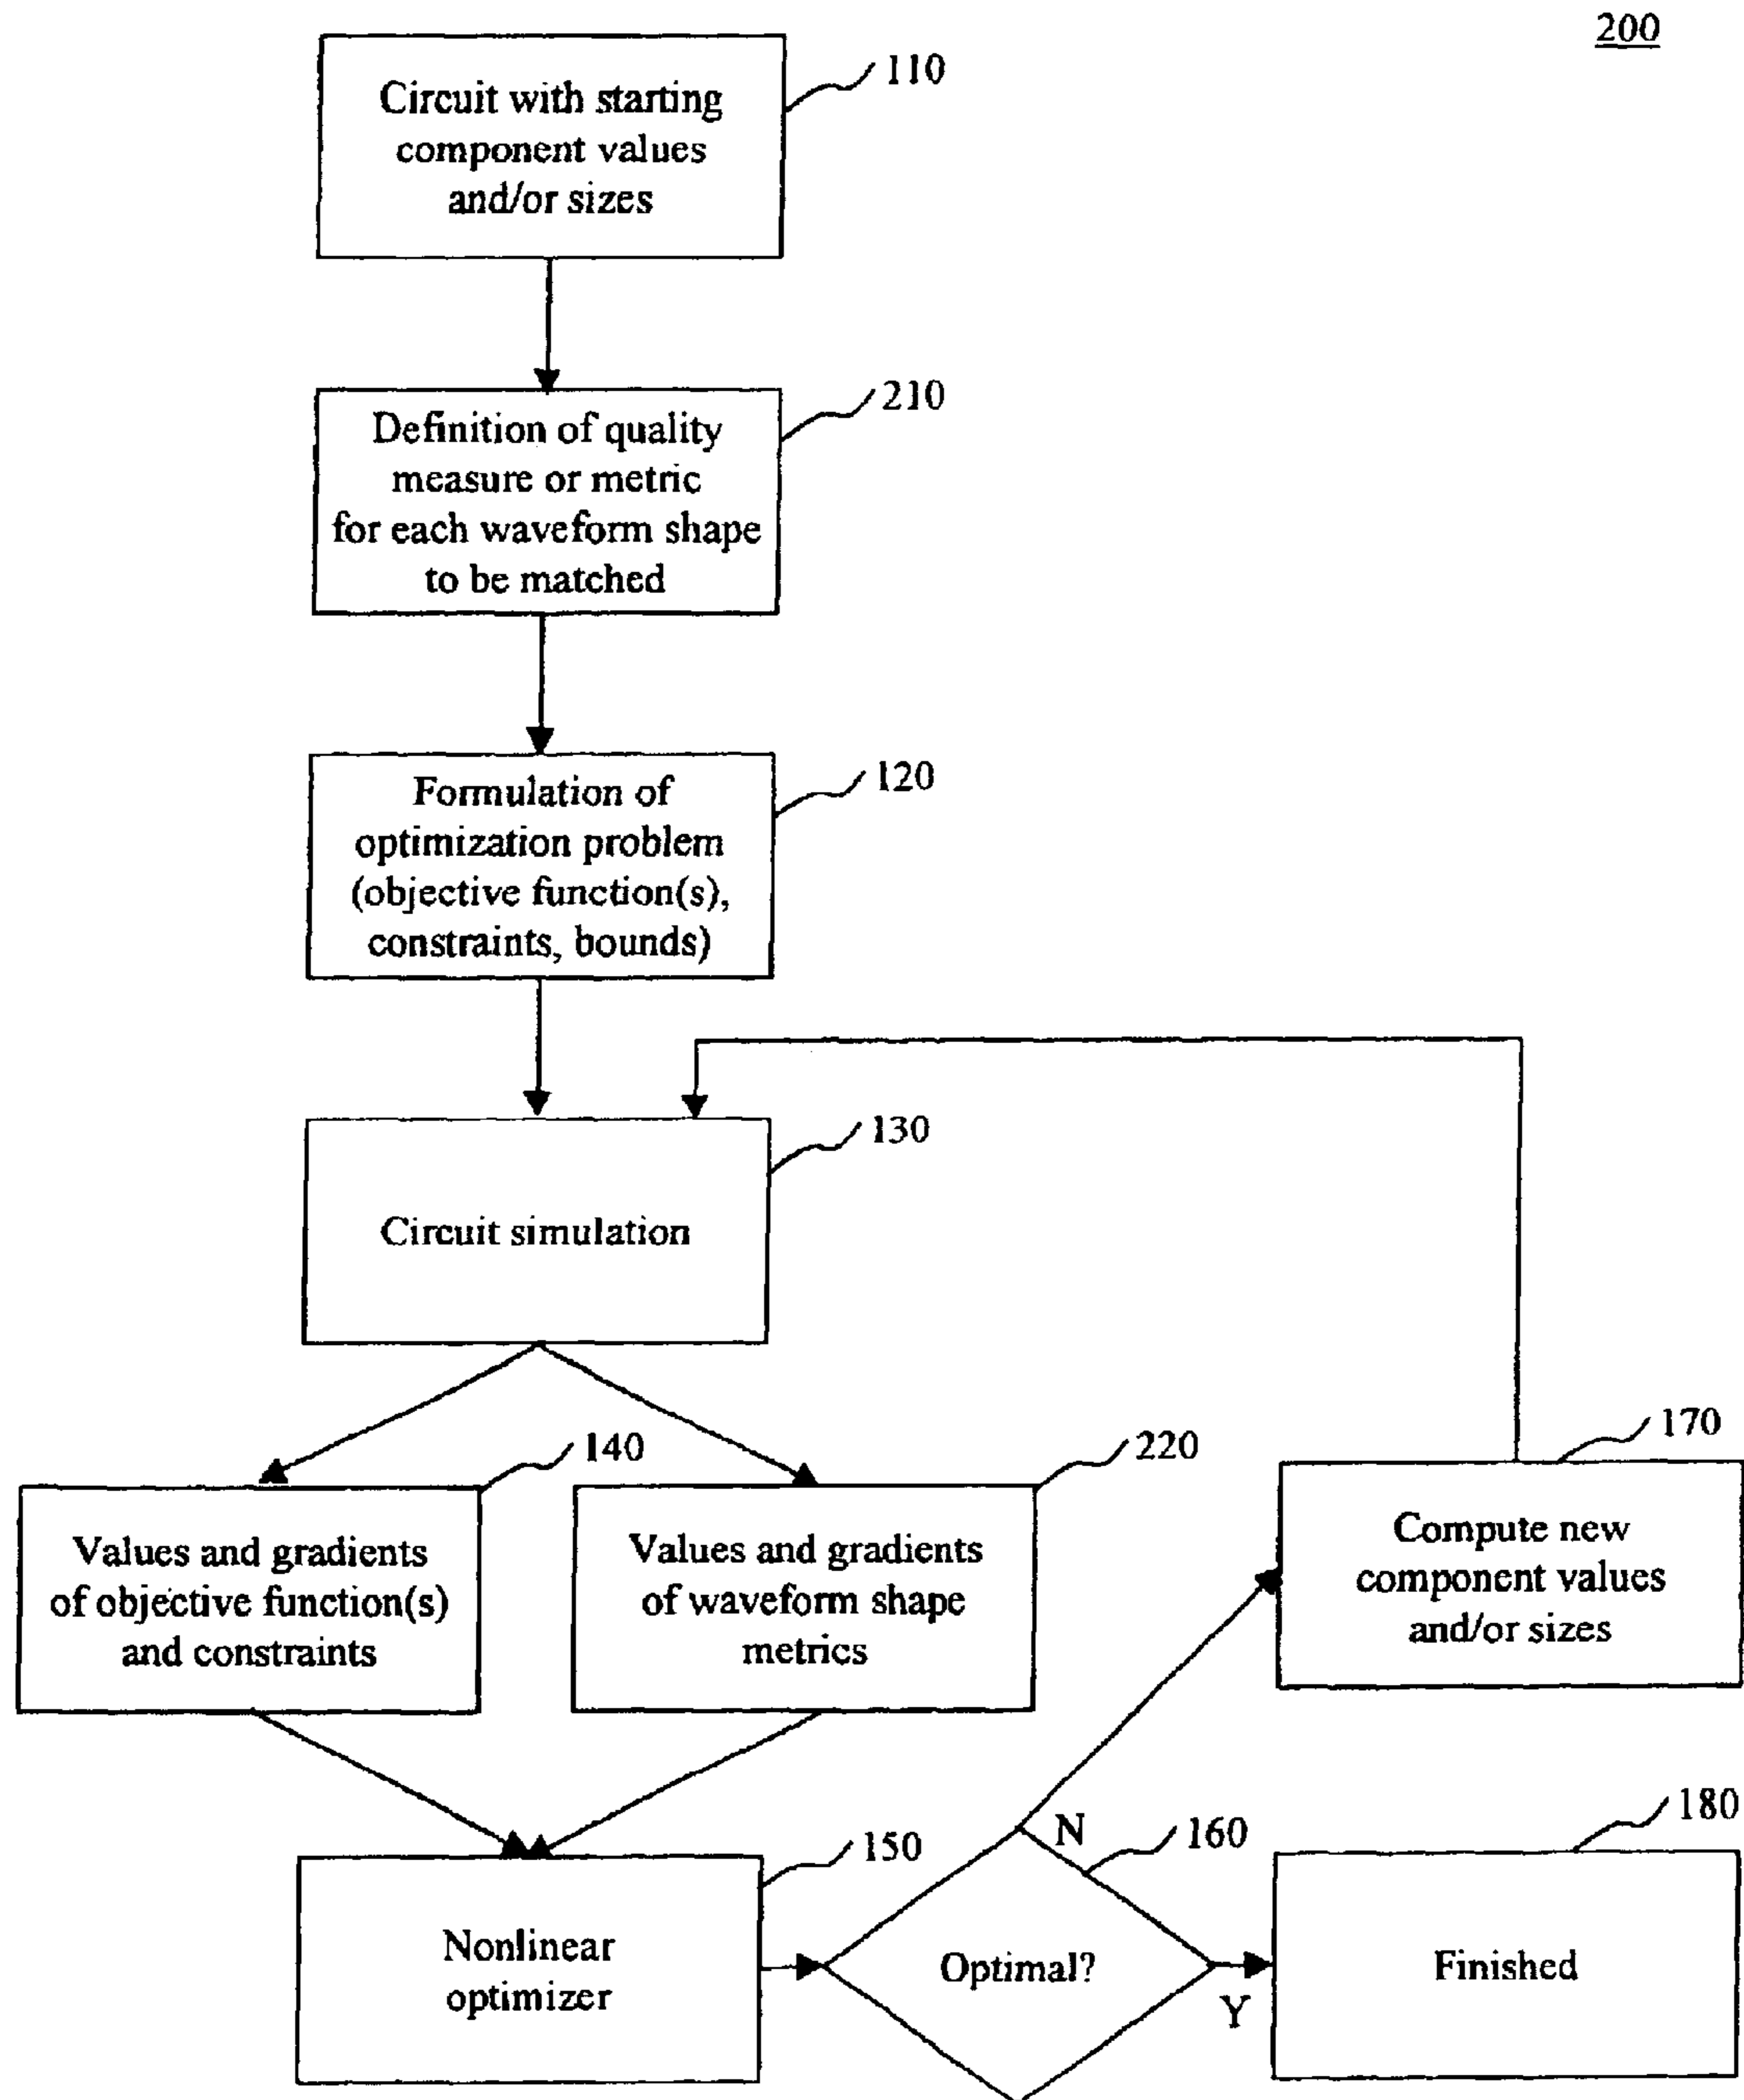 200
110
Circuit with starting
component values
and/or sizes
210
Definition of quality
measure or metric
for each waveform shape
to be matched
120
Formulation of
optimization problem
(objective function(s),
constraints, bounds)
130
Circuit simulation
140
Values and gradients
of objective function(s)
and constraints
220
Values and gradients
of waveform shape
metrics
170
Compute new
component values
and/or sizes
150
Nonlinear
optimizer
N
160
Optimal?
Y
180
Finished